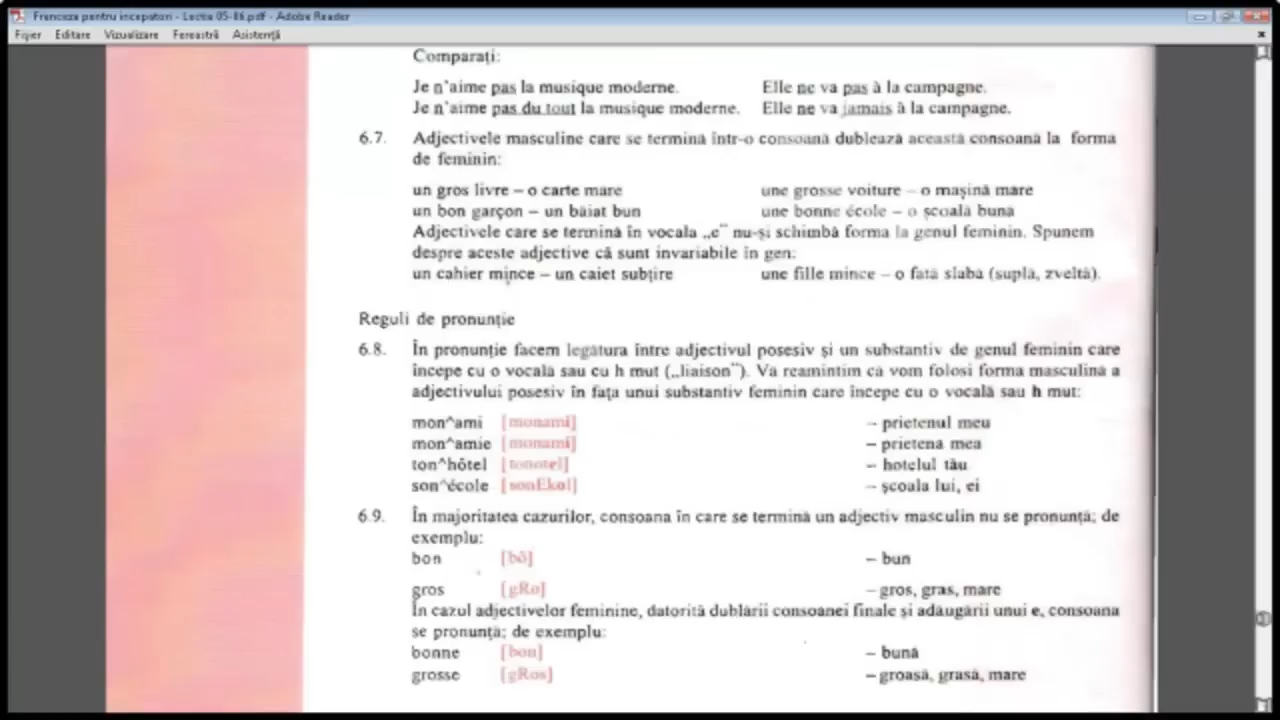 Franceza pentru incepatori - Lectia 05-06.pdf - Adobe Reader
Fișier Editare Vizualizare Fereastră Asistență
Comparați:
Je n'aime pas la musique moderne. Elle ne va pas à la campagne.
Je n'aime pas du tout la musique moderne. Elle ne va jamais à la campagne.
6.7. Adjectivele masculine care se termină într-o consoană dublează această consoană la forma
de feminin:
un gros livre – o carte mare une grosse voiture – o mașină mare
un bon garçon – un băiat bun une bonne école – o școală bună
Adjectivele care se termină în vocala „e" nu-și schimbă forma la genul feminin. Spunem
despre aceste adjective că sunt invariabile în gen:
un cahier mince – un caiet subțire une fille mince – o fată slabă (suplă, zveltă).
Reguli de pronunție
6.8. În pronunție facem legătura între adjectivul posesiv și un substantiv de genul feminin care
începe cu o vocală sau cu h mut („liaison"). Vă reamintim că vom folosi forma masculină a
adjectivului posesiv în fața unui substantiv feminin care începe cu o vocală sau h mut:
mon^ami [monami] – prietenul meu
mon^amie [monami] – prietena mea
ton^hôtel [tonotel] – hotelul tău
son^école [sonEkol] – școala lui, ei
6.9. În majoritatea cazurilor, consoana în care se termină un adjectiv masculin nu se pronunță; de
exemplu:
bon [bõ] – bun
gros [gRo] – gros, gras, mare
În cazul adjectivelor feminine, datorită dublării consoanei finale și adăugării unui e, consoana
se pronunță; de exemplu:
bonne [bon] – bună
grosse [gRos] – groasă, grasă, mare